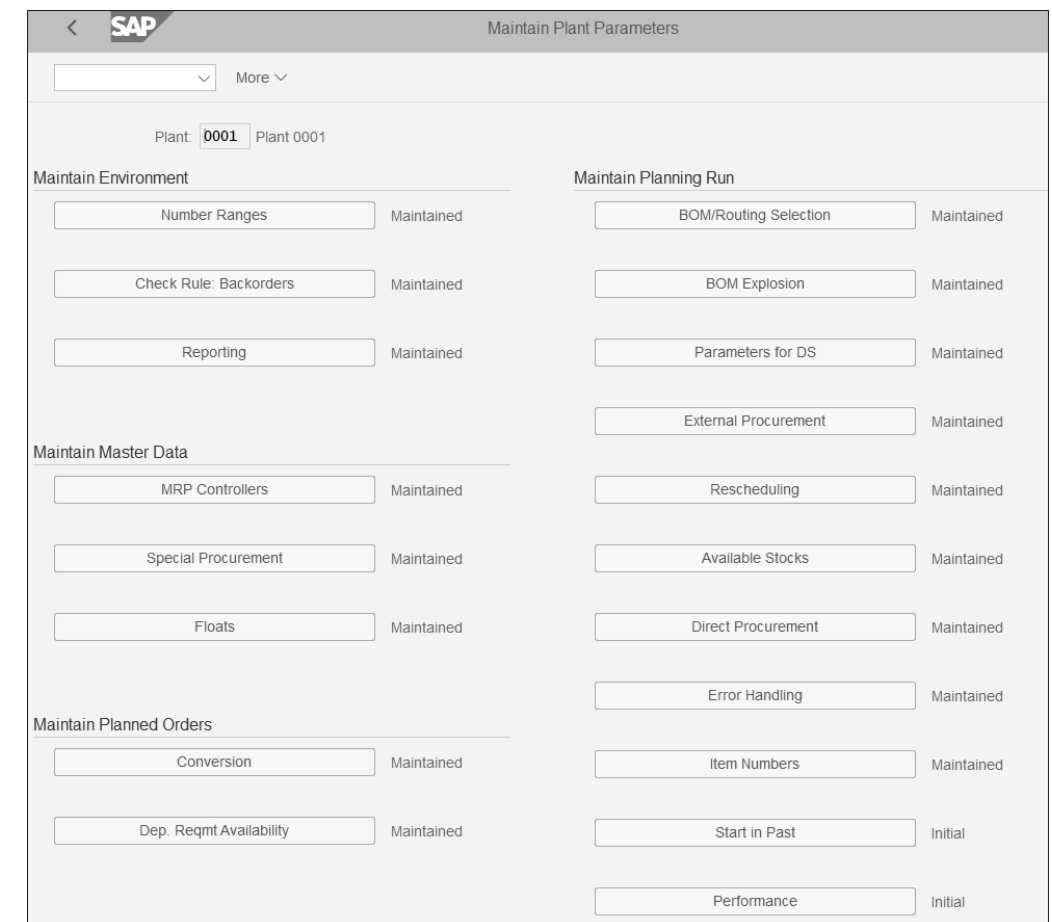 SAP
Maintain Plant Parameters
More
Plant: 0001 Plant 0001
Maintain Environment
Number Ranges Maintained
Check Rule: Backorders Maintained
Reporting Maintained
Maintain Master Data
MRP Controllers Maintained
Special Procurement Maintained
Floats Maintained
Maintain Planned Orders
Conversion Maintained
Dep. Reqmt Availability Maintained
Maintain Planning Run
BOM/Routing Selection Maintained
BOM Explosion Maintained
Parameters for DS Maintained
External Procurement Maintained
Rescheduling Maintained
Available Stocks Maintained
Direct Procurement Maintained
Error Handling Maintained
Item Numbers Maintained
Start in Past Initial
Performance Initial